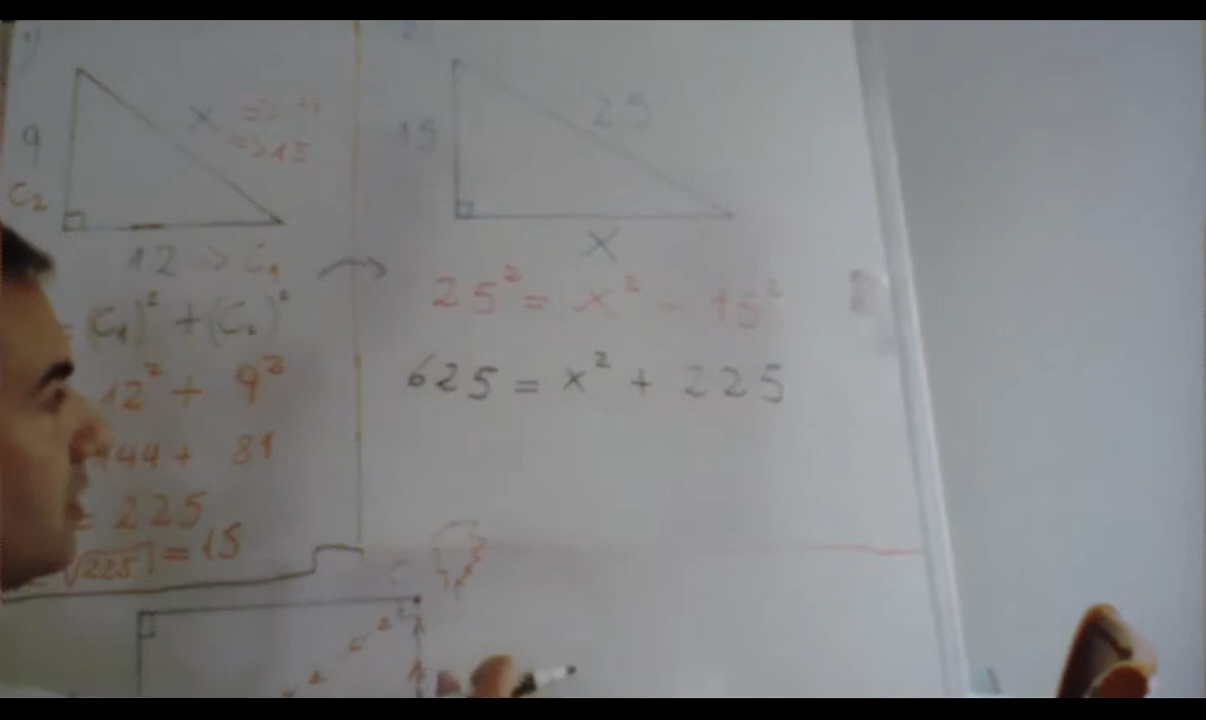 9
x => H
=> 15
C2
12 => C1
= (C1)² + (C2)²
12² + 9²
144 + 81
= 225
√225 = 15
15
25
x
25² = x² - 15²
625 = x² + 225